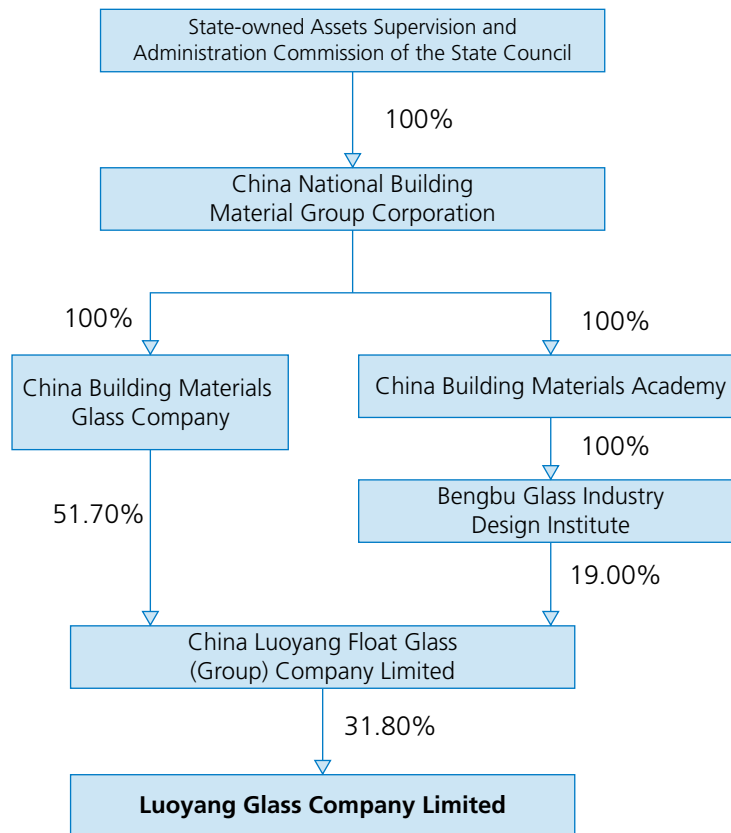 State-owned Assets Supervision and
Administration Commission of the State Council
100%
China National Building
Material Group Corporation
100%
100%
China Building Materials
Glass Company
China Building Materials Academy
100%
51.70%
Bengbu Glass Industry
Design Institute
19.00%
China Luoyang Float Glass
(Group) Company Limited
31.80%
Luoyang Glass Company Limited